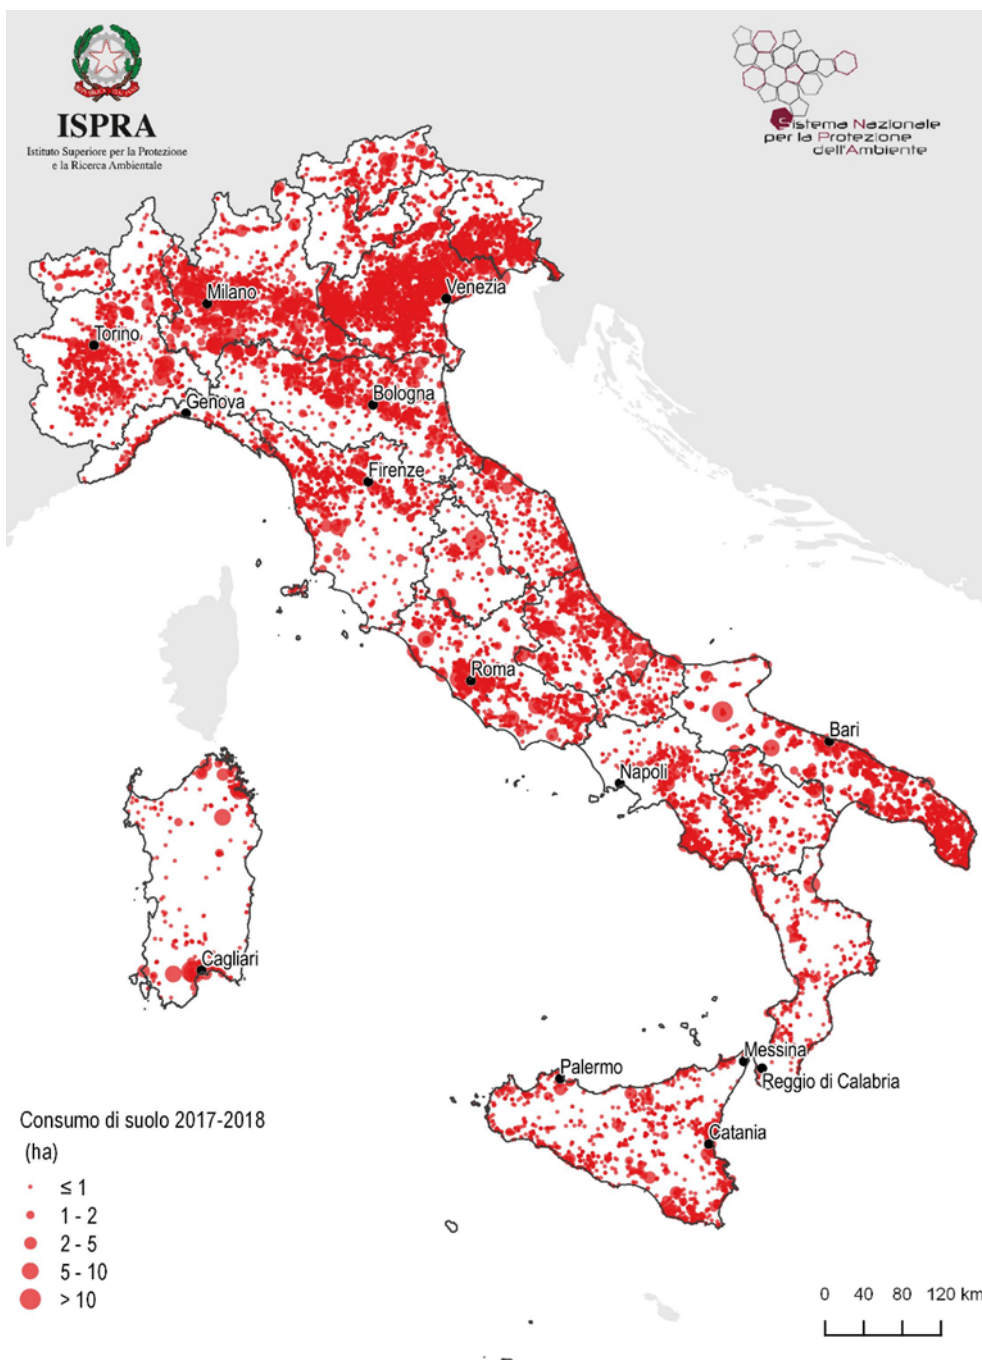 ISPRA
Istituto Superiore per la Protezione
e la Ricerca Ambientale
Sistema Nazionale
per la Protezione
dell'Ambiente
Milano
Venezia
Torino
Bologna
Genova
Firenze
Roma
Bari
Napoli
Cagliari
Messina
Palermo
Reggio di Calabria
Catania
Consumo di suolo 2017-2018
(ha)
≤ 1
1 - 2
2 - 5
5 - 10
> 10
0 40 80 120 km